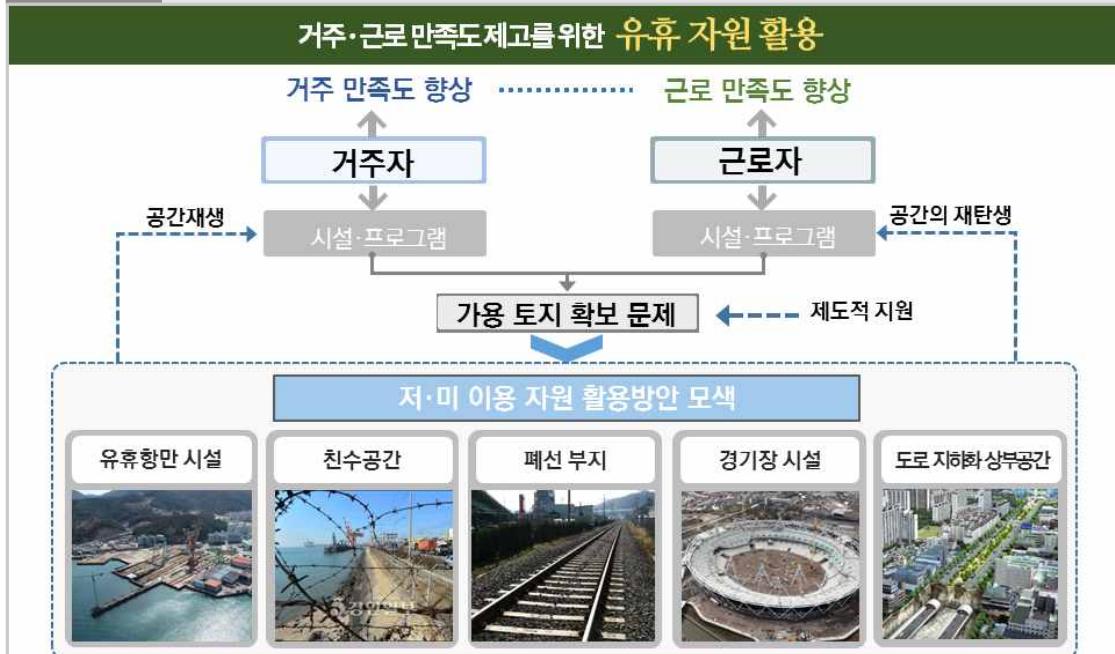 거주·근로 만족도 제고를 위한 유휴 자원 활용
거주 만족도 향상
근로 만족도 향상
거주자
근로자
공간재생
시설·프로그램
시설·프로그램
공간의 재탄생
가용 토지 확보 문제
제도적 지원
저·미 이용 자원 활용방안 모색
유휴항만 시설
친수공간
폐선 부지
경기장 시설
도로 지하화 상부공간